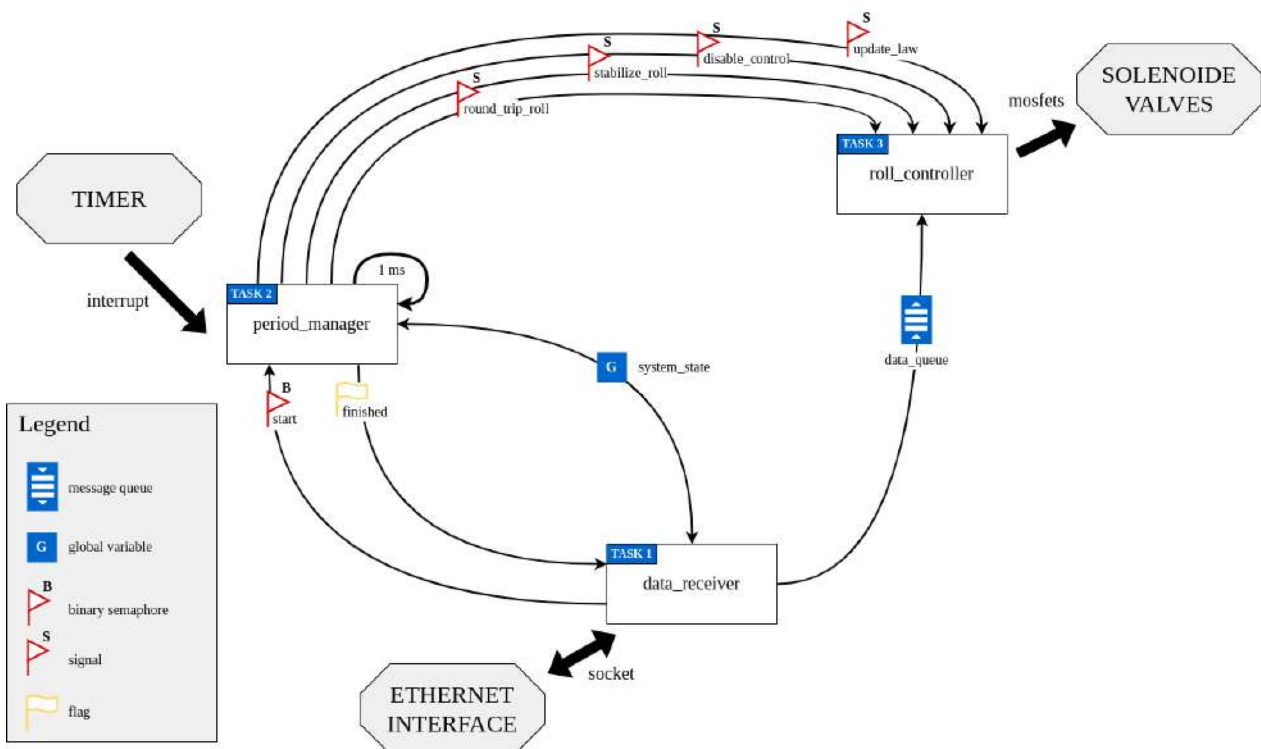 S
update_law
S
disable_control
S
stabilize_roll
S
round_trip_roll
SOLENOIDE
VALVES
mosfets
TASK 3
roll_controller
TIMER
interrupt
1 ms
TASK 2
period_manager
G
system_state
data_queue
B
start
finished
Legend
message queue
G
global variable
B
binary semaphore
S
signal
flag
TASK 1
data_receiver
socket
ETHERNET
INTERFACE